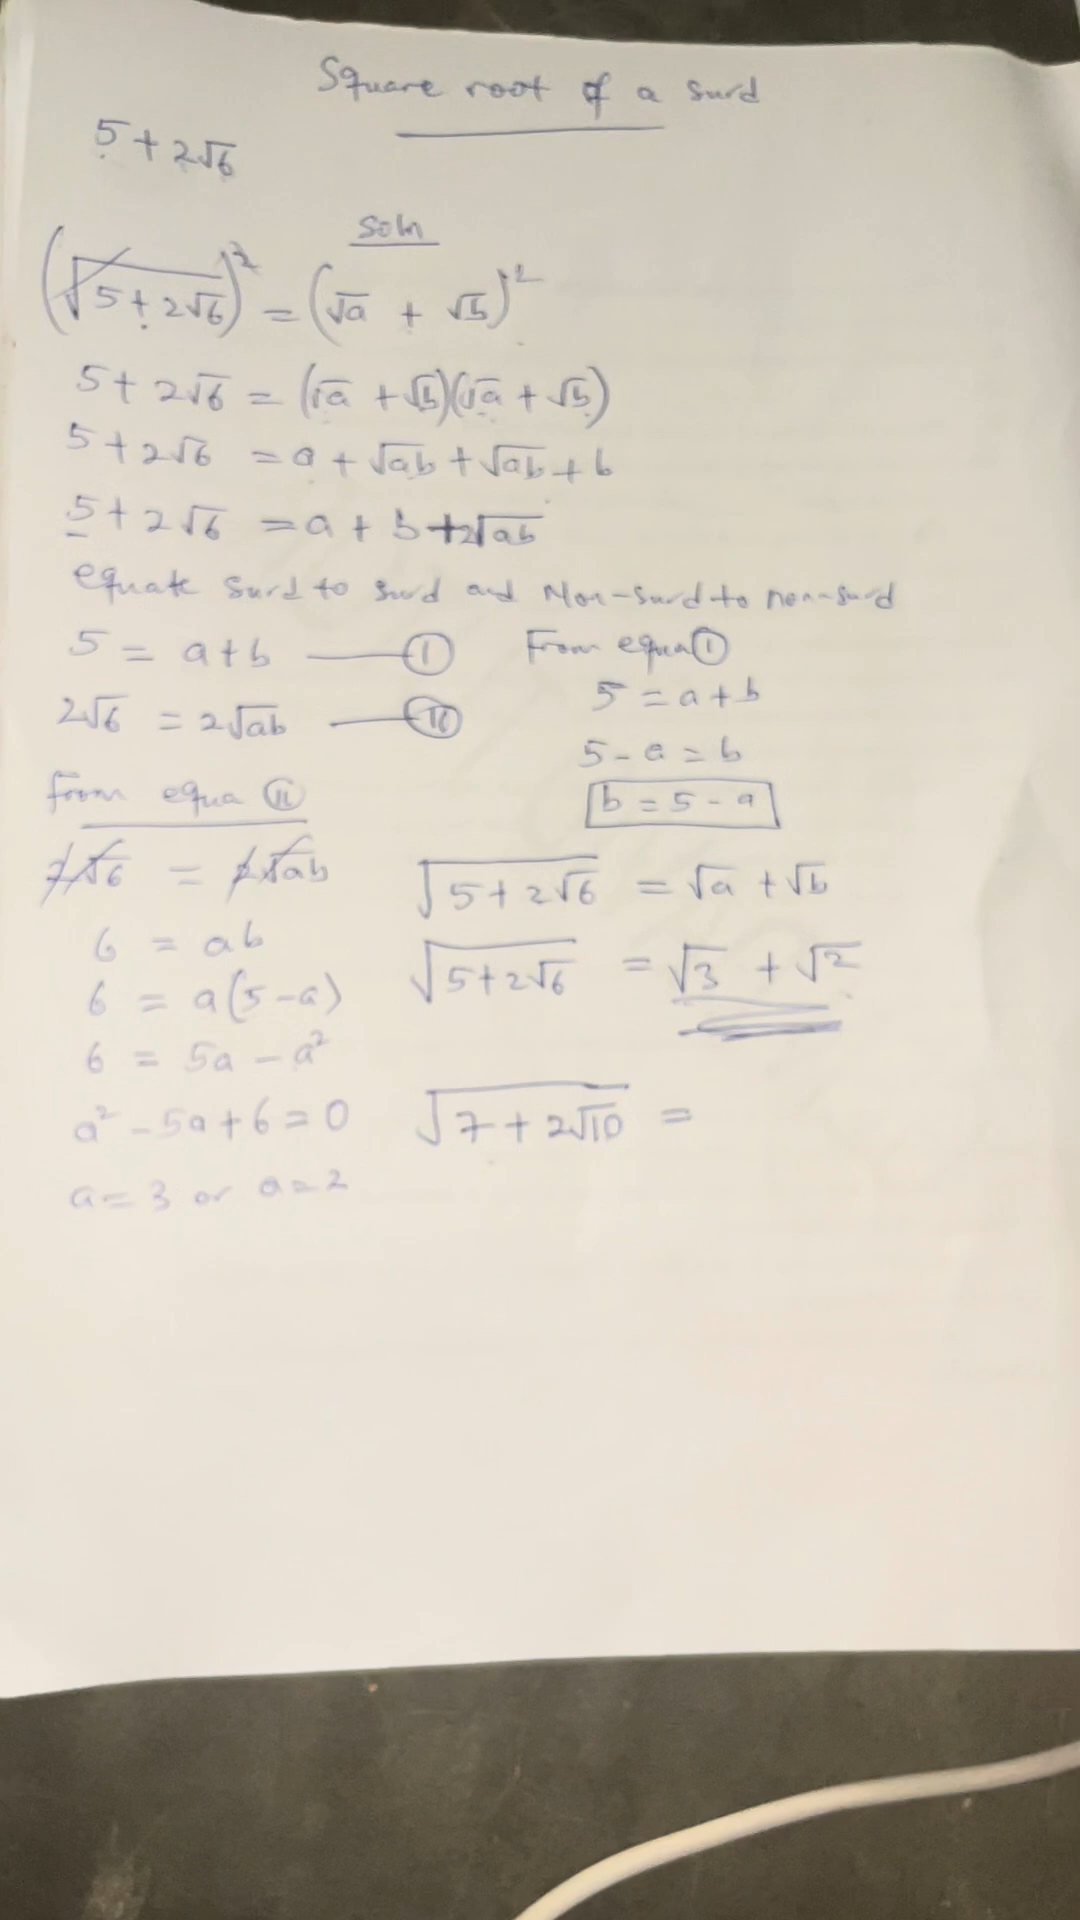 Square root of a surd
5 + 2√6
Soln
(√(5 + 2√6))² = (√a + √b)²
5 + 2√6 = (√a + √b)(√a + √b)
5 + 2√6 = a + √ab + √ab + b
5 + 2√6 = a + b + 2√ab
equate surd to surd and Non-surd to non-surd
5 = a + b —— (I)
2√6 = 2√ab —— (II)
From equa (II)
2√6 = 2√ab
6 = ab
6 = a(5 - a)
6 = 5a - a²
a² - 5a + 6 = 0
a = 3 or a = 2
From equa (I)
5 = a + b
5 - a = b
b = 5 - a
√(5 + 2√6) = √a + √b
√(5 + 2√6) = √3 + √2
√(7 + 2√10) =